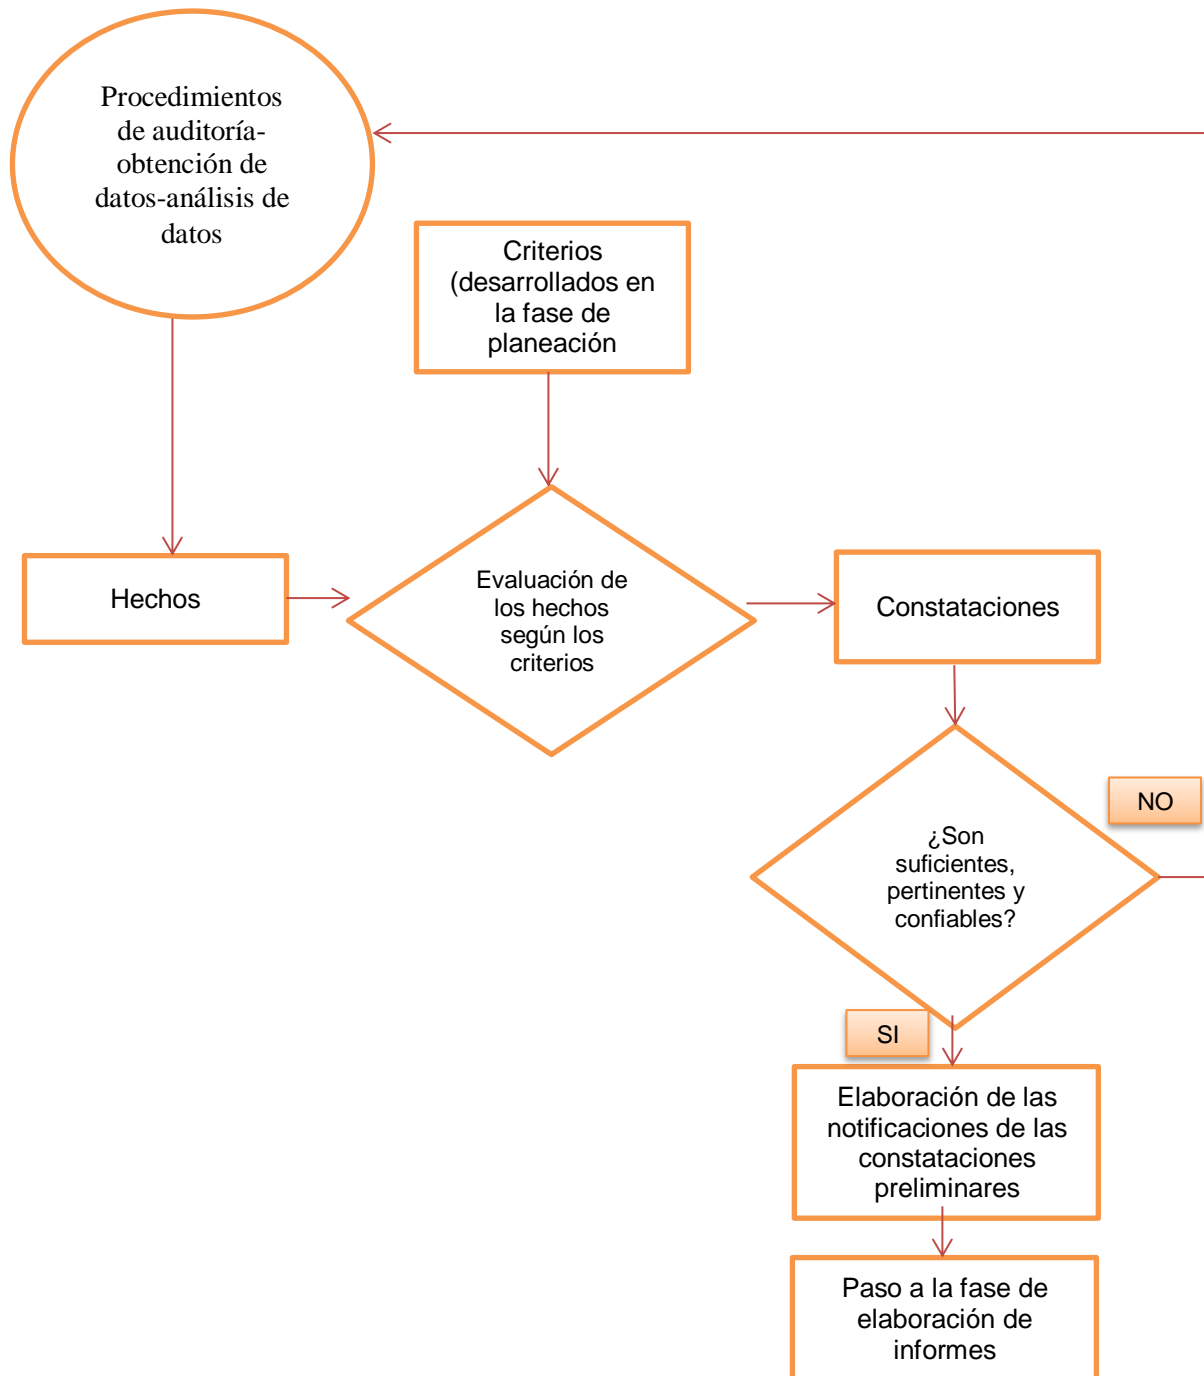 Procedimientos
de auditoría-
obtención de
datos-análisis de
datos
Criterios
(desarrollados en
la fase de
planeación
Hechos
Evaluación de
los hechos
según los
criterios
Constataciones
¿Son
suficientes,
pertinentes y
confiables?
NO
SI
Elaboración de las
notificaciones de las
constataciones
preliminares
Paso a la fase de
elaboración de
informes